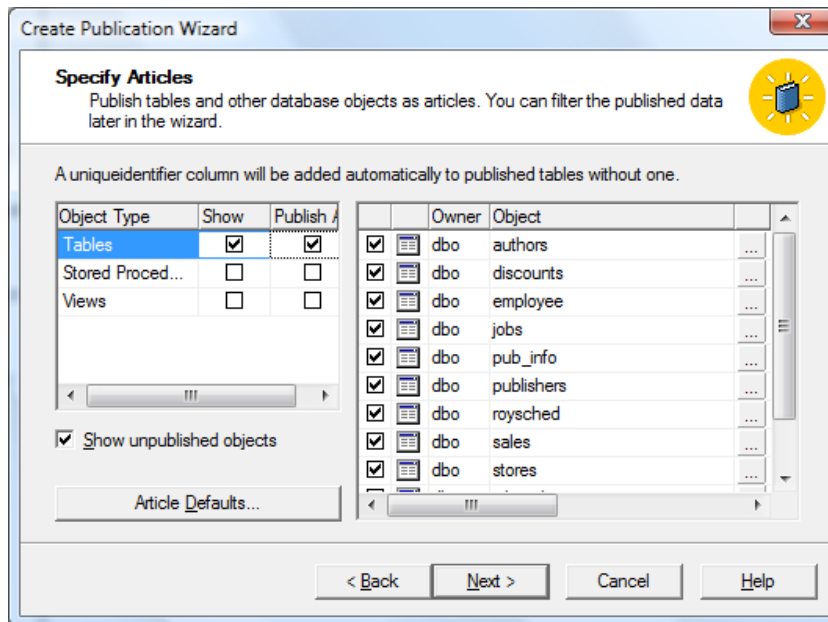 Create Publication Wizard
Specify Articles
Publish tables and other database objects as articles. You can filter the published data
later in the wizard.
A uniqueidentifier column will be added automatically to published tables without one.
Object Type Show Publish A
Tables
Stored Proced...
Views
Show unpublished objects
Article Defaults...
Owner Object
dbo authors ...
dbo discounts ...
dbo employee ...
dbo jobs ...
dbo pub_info ...
dbo publishers ...
dbo roysched ...
dbo sales ...
dbo stores ...
< Back Next > Cancel Help